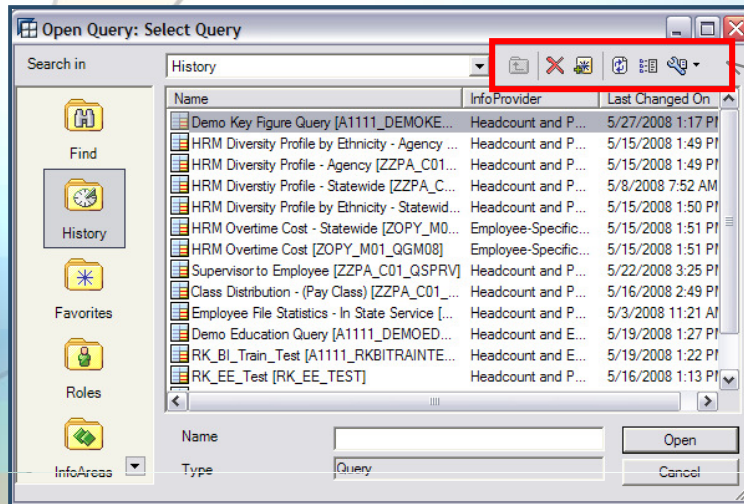 Open Query: Select Query
Search in
History
Name InfoProvider Last Changed On
Demo Key Figure Query [A1111_DEMOKE... Headcount and P... 5/27/2008 1:17 P
HRM Diversity Profile by Ethnicity - Agency ... Headcount and P... 5/15/2008 1:49 P
HRM Diversity Profile - Agency [ZZPA_C01... Headcount and P... 5/15/2008 1:49 P
HRM Diverstiy Profile - Statewide [ZZPA_C... Headcount and P... 5/8/2008 7:52 AM
HRM Diversity Profile by Ethnicity - Statewid... Headcount and P... 5/15/2008 1:50 P
HRM Overtime Cost - Statewide [ZOPY_M0... Employee-Specific... 5/15/2008 1:51 P
HRM Overtime Cost [ZOPY_M01_QGM08] Employee-Specific... 5/15/2008 1:51 P
Supervisor to Employee [ZZPA_C01_QSPRV] Headcount and P... 5/22/2008 3:25 P
Class Distribution - (Pay Class) [ZZPA_C01_... Headcount and P... 5/16/2008 2:49 P
Employee File Statistics - In State Service [... Headcount and P... 5/3/2008 11:21 A
Demo Education Query [A1111_DEMOED... Headcount and E... 5/19/2008 1:27 P
RK_BI_Train_Test [A1111_RKBITRAINTE... Headcount and E... 5/19/2008 1:22 P
RK_EE_Test [RK_EE_TEST] Headcount and P... 5/16/2008 1:13 P
Find
History
Favorites
Roles
InfoAreas
Name
Open
Type
Query
Cancel